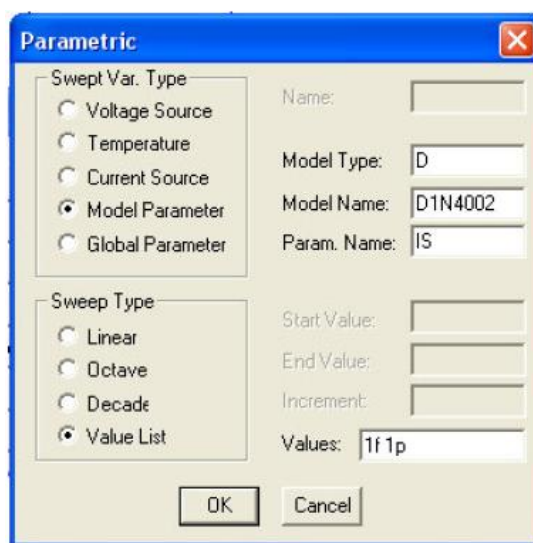 Parametric
Swept Var. Type
Voltage Source
Temperature
Current Source
Model Parameter
Global Parameter
Name:
Model Type: D
Model Name: D1N4002
Param. Name: IS
Sweep Type
Linear
Octave
Decade
Value List
Start Value:
End Value:
Increment:
Values: 1f 1p
OK
Cancel